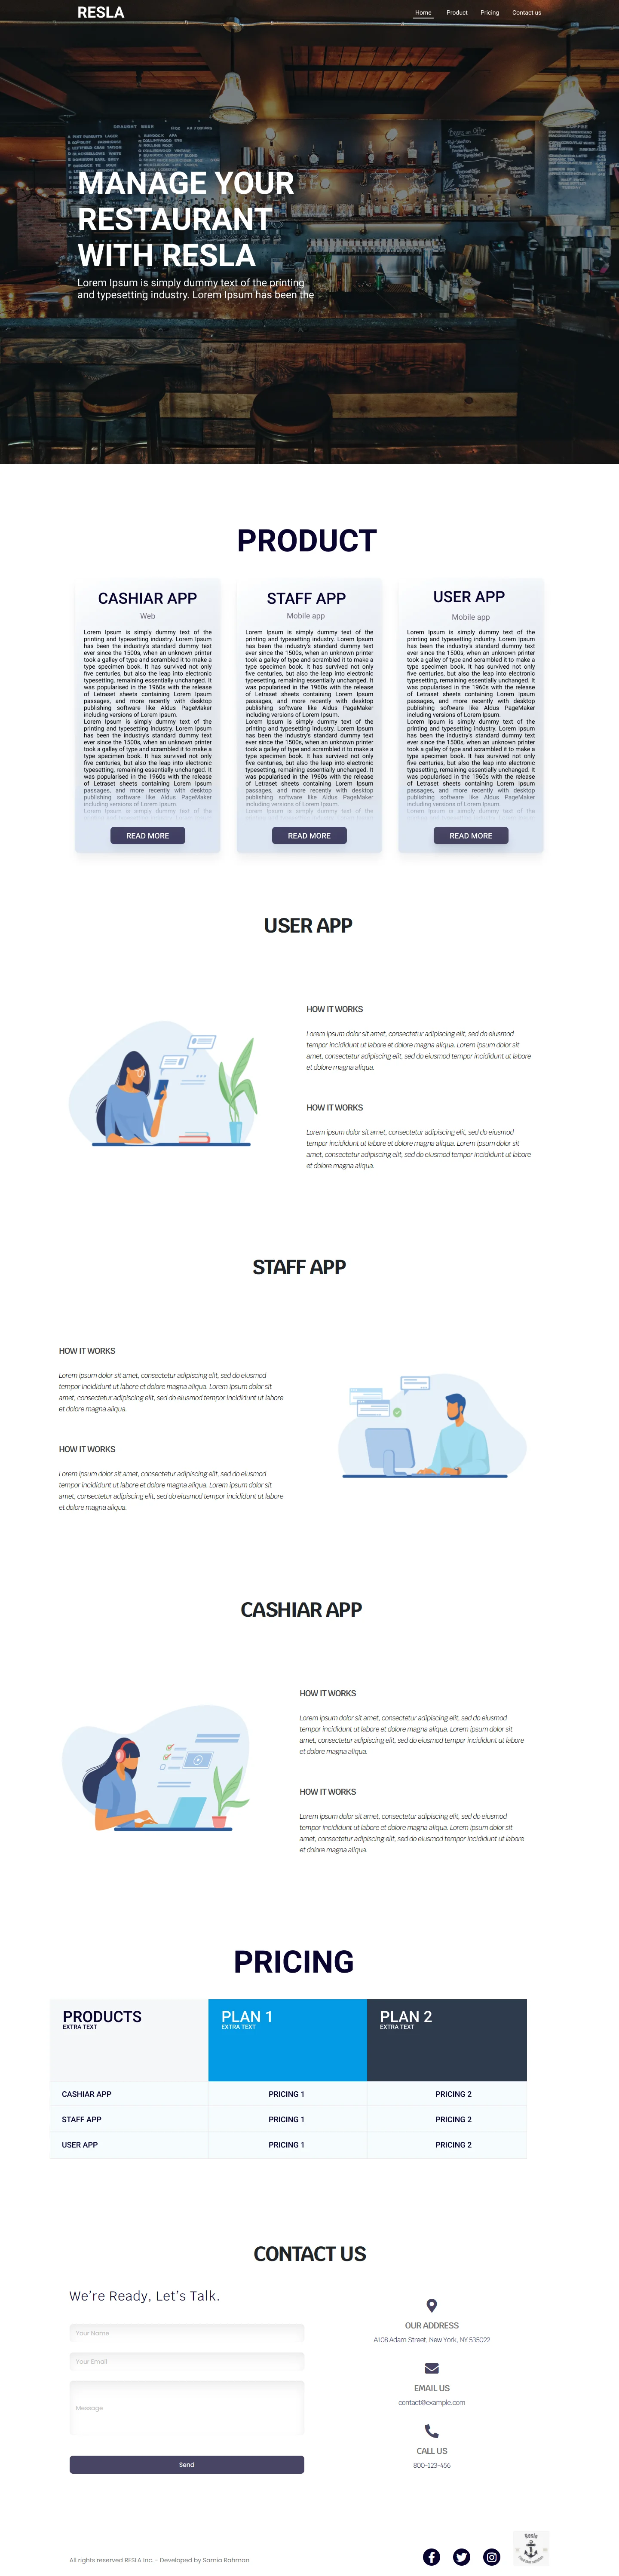 RESLA
Home Product Pricing Contact us
DRAUGHT BEER
COFFEE
MANAGE YOUR
RESTAURANT
WITH RESLA
Lorem Ipsum is simply dummy text of the printing
and typesetting industry. Lorem Ipsum has been the
PRODUCT
CASHIAR APP
Web
Lorem Ipsum is simply dummy text of the
printing and typesetting industry. Lorem Ipsum
has been the industry's standard dummy text
ever since the 1500s, when an unknown printer
took a galley of type and scrambled it to make a
type specimen book. It has survived not only
five centuries, but also the leap into electronic
typesetting, remaining essentially unchanged. It
was popularised in the 1960s with the release
of Letraset sheets containing Lorem Ipsum
passages, and more recently with desktop
publishing software like Aldus PageMaker
including versions of Lorem Ipsum.
Lorem Ipsum is simply dummy text of the
printing and typesetting industry. Lorem Ipsum
has been the industry's standard dummy text
ever since the 1500s, when an unknown printer
took a galley of type and scrambled it to make a
type specimen book. It has survived not only
five centuries, but also the leap into electronic
typesetting, remaining essentially unchanged. It
was popularised in the 1960s with the release
of Letraset sheets containing Lorem Ipsum
passages, and more recently with desktop
publishing software like Aldus PageMaker
including versions of Lorem Ipsum.
Lorem Ipsum is simply dummy text of the
READ MORE
STAFF APP
Mobile app
Lorem Ipsum is simply dummy text of the
printing and typesetting industry. Lorem Ipsum
has been the industry's standard dummy text
ever since the 1500s, when an unknown printer
took a galley of type and scrambled it to make a
type specimen book. It has survived not only
five centuries, but also the leap into electronic
typesetting, remaining essentially unchanged. It
was popularised in the 1960s with the release
of Letraset sheets containing Lorem Ipsum
passages, and more recently with desktop
publishing software like Aldus PageMaker
including versions of Lorem Ipsum.
Lorem Ipsum is simply dummy text of the
printing and typesetting industry. Lorem Ipsum
has been the industry's standard dummy text
ever since the 1500s, when an unknown printer
took a galley of type and scrambled it to make a
type specimen book. It has survived not only
five centuries, but also the leap into electronic
typesetting, remaining essentially unchanged. It
was popularised in the 1960s with the release
of Letraset sheets containing Lorem Ipsum
passages, and more recently with desktop
publishing software like Aldus PageMaker
including versions of Lorem Ipsum.
Lorem Ipsum is simply dummy text of the
READ MORE
USER APP
Mobile app
Lorem Ipsum is simply dummy text of the
printing and typesetting industry. Lorem Ipsum
has been the industry's standard dummy text
ever since the 1500s, when an unknown printer
took a galley of type and scrambled it to make a
type specimen book. It has survived not only
five centuries, but also the leap into electronic
typesetting, remaining essentially unchanged. It
was popularised in the 1960s with the release
of Letraset sheets containing Lorem Ipsum
passages, and more recently with desktop
publishing software like Aldus PageMaker
including versions of Lorem Ipsum.
Lorem Ipsum is simply dummy text of the
printing and typesetting industry. Lorem Ipsum
has been the industry's standard dummy text
ever since the 1500s, when an unknown printer
took a galley of type and scrambled it to make a
type specimen book. It has survived not only
five centuries, but also the leap into electronic
typesetting, remaining essentially unchanged. It
was popularised in the 1960s with the release
of Letraset sheets containing Lorem Ipsum
passages, and more recently with desktop
publishing software like Aldus PageMaker
including versions of Lorem Ipsum.
Lorem Ipsum is simply dummy text of the
READ MORE
USER APP
HOW IT WORKS
Lorem ipsum dolor sit amet, consectetur adipiscing elit, sed do eiusmod
tempor incididunt ut labore et dolore magna aliqua. Lorem ipsum dolor sit
amet, consectetur adipiscing elit, sed do eiusmod tempor incididunt ut labore
et dolore magna aliqua.
HOW IT WORKS
Lorem ipsum dolor sit amet, consectetur adipiscing elit, sed do eiusmod
tempor incididunt ut labore et dolore magna aliqua. Lorem ipsum dolor sit
amet, consectetur adipiscing elit, sed do eiusmod tempor incididunt ut labore
et dolore magna aliqua.
STAFF APP
HOW IT WORKS
Lorem ipsum dolor sit amet, consectetur adipiscing elit, sed do eiusmod
tempor incididunt ut labore et dolore magna aliqua. Lorem ipsum dolor sit
amet, consectetur adipiscing elit, sed do eiusmod tempor incididunt ut labore
et dolore magna aliqua.
HOW IT WORKS
Lorem ipsum dolor sit amet, consectetur adipiscing elit, sed do eiusmod
tempor incididunt ut labore et dolore magna aliqua. Lorem ipsum dolor sit
amet, consectetur adipiscing elit, sed do eiusmod tempor incididunt ut labore
et dolore magna aliqua.
CASHIAR APP
HOW IT WORKS
Lorem ipsum dolor sit amet, consectetur adipiscing elit, sed do eiusmod
tempor incididunt ut labore et dolore magna aliqua. Lorem ipsum dolor sit
amet, consectetur adipiscing elit, sed do eiusmod tempor incididunt ut labore
et dolore magna aliqua.
HOW IT WORKS
Lorem ipsum dolor sit amet, consectetur adipiscing elit, sed do eiusmod
tempor incididunt ut labore et dolore magna aliqua. Lorem ipsum dolor sit
amet, consectetur adipiscing elit, sed do eiusmod tempor incididunt ut labore
et dolore magna aliqua.
PRICING
PRODUCTS PLAN 1 PLAN 2
EXTRA TEXT EXTRA TEXT EXTRA TEXT
CASHIAR APP PRICING 1 PRICING 2
STAFF APP PRICING 1 PRICING 2
USER APP PRICING 1 PRICING 2
CONTACT US
We're Ready, Let's Talk.
Your Name
Your Email
Message
Send
OUR ADDRESS
A108 Adam Street, New York, NY 535022
EMAIL US
contact@example.com
CALL US
800-123-456
All rights reserved RESLA Inc. - Developed by Samia Rahman
Resla